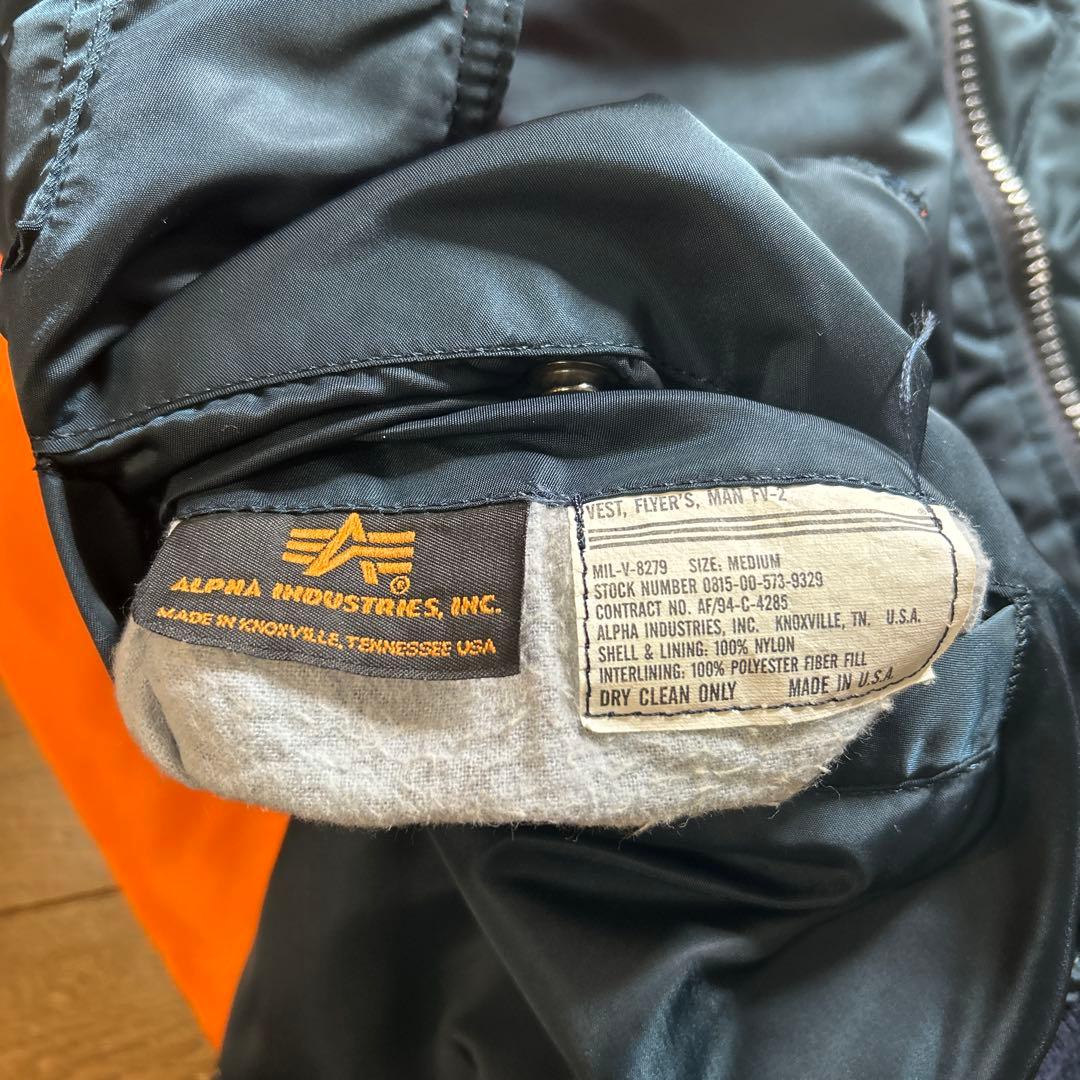 ALPHA INDUSTRIES, INC.
MADE IN KNOXVILLE, TENNESSEE USA
VEST, FLYER'S, MAN FV-2
MIL-V-8279 SIZE: MEDIUM
STOCK NUMBER 0815-00-573-9329
CONTRACT NO. AF/94-C-4285
ALPHA INDUSTRIES, INC. KNOXVILLE, TN. U.S.A.
SHELL & LINING: 100% NYLON
INTERLINING: 100% POLYESTER FIBER FILL
DRY CLEAN ONLY MADE IN U.S.A.